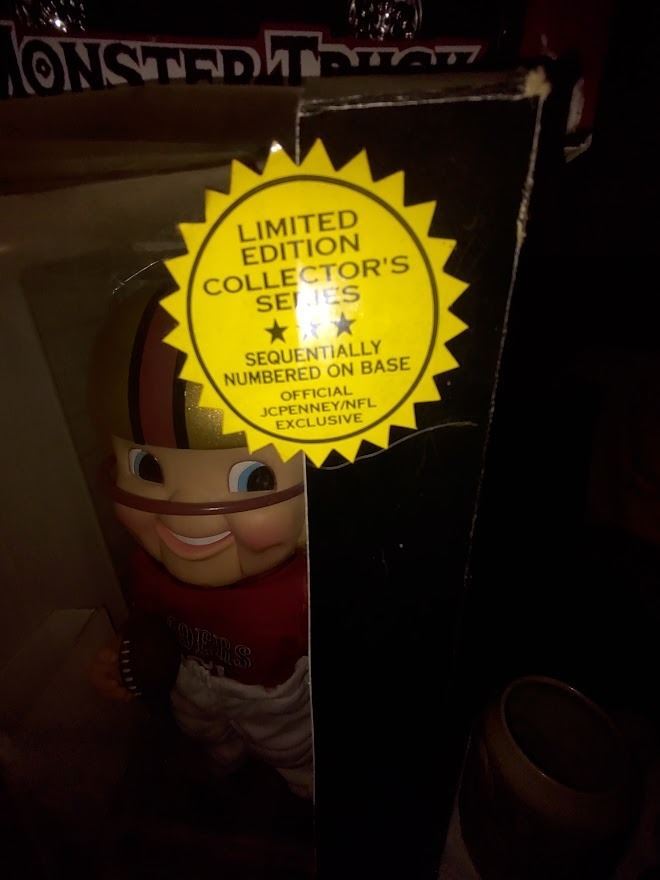 MONSTER TRUCK
LIMITED
EDITION
COLLECTOR'S
SERIES
SEQUENTIALLY
NUMBERED ON BASE
OFFICIAL
JCPENNEY/NFL
EXCLUSIVE
49ERS